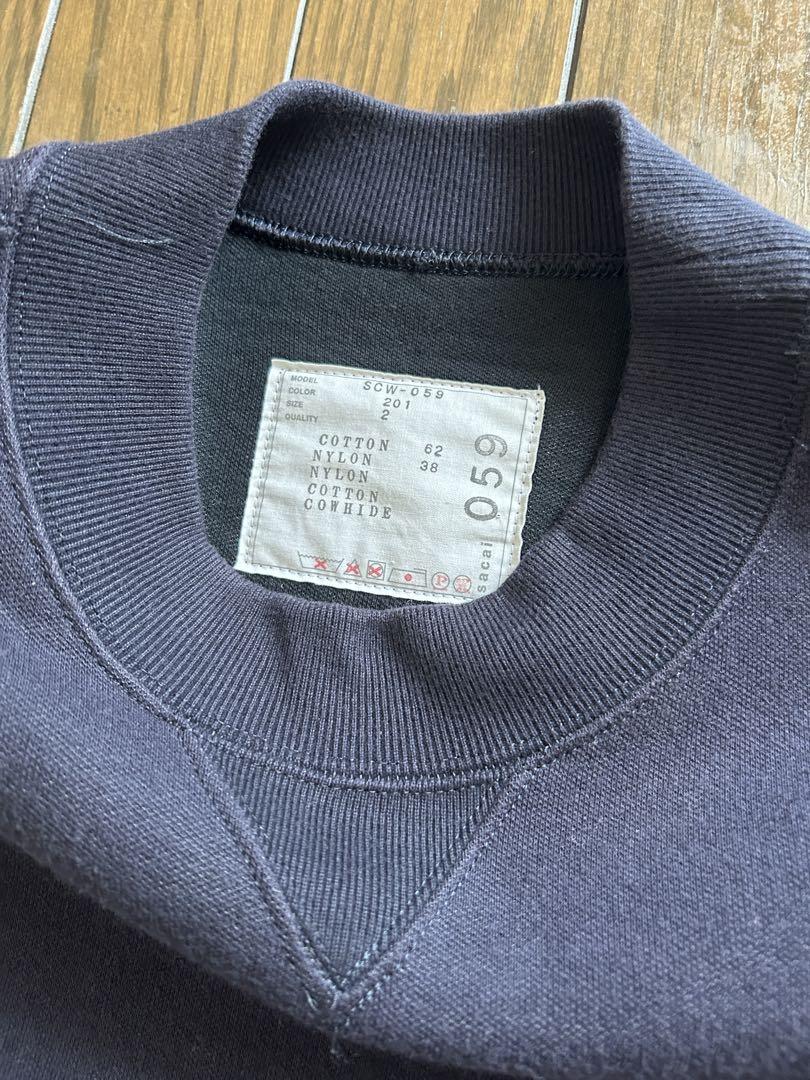 MODEL SCW-059
COLOR 201
SIZE 2
QUALITY
COTTON 62
NYLON 38
NYLON
COTTON
COWHIDE
P
sacai 059